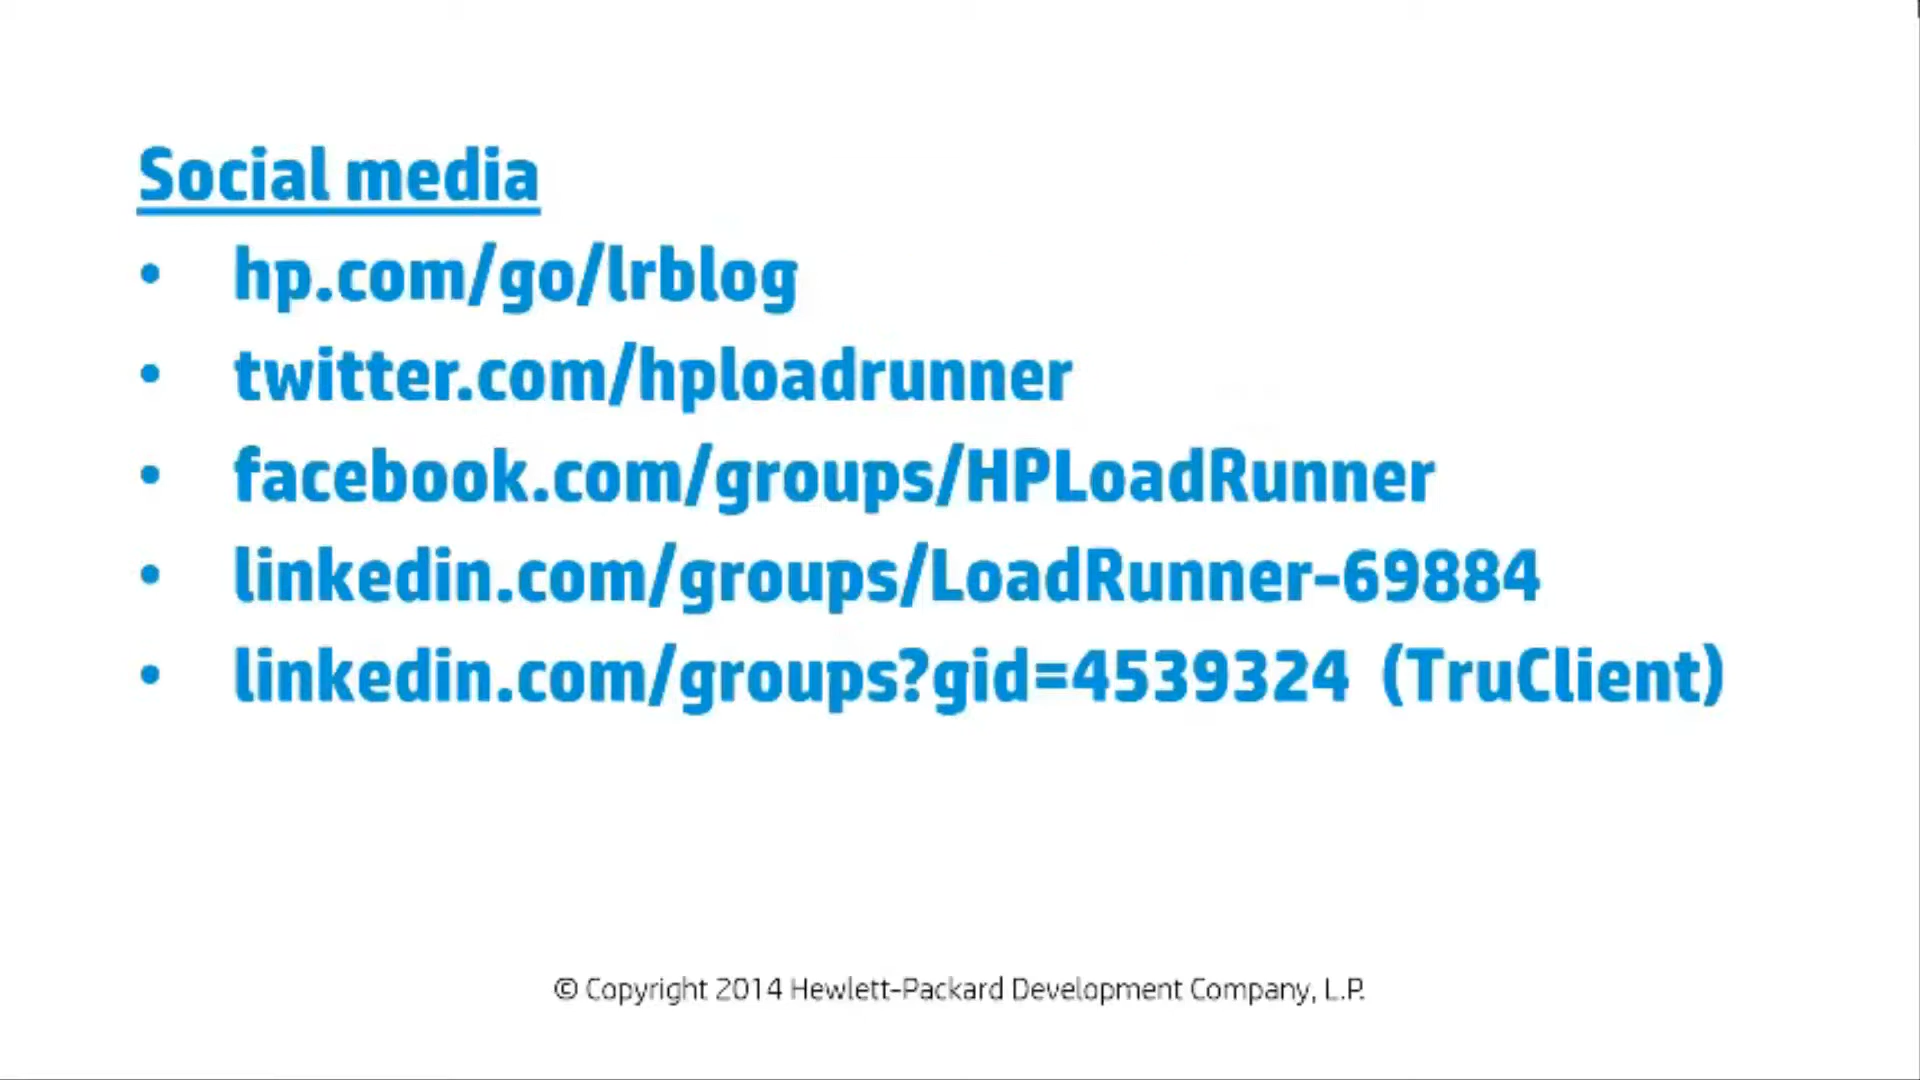 Social media
• hp.com/go/lrblog
• twitter.com/hploadrunner
• facebook.com/groups/HPLoadRunner
• linkedin.com/groups/LoadRunner-69884
• linkedin.com/groups?gid=4539324 (TruClient)
© Copyright 2014 Hewlett-Packard Development Company, L.P.